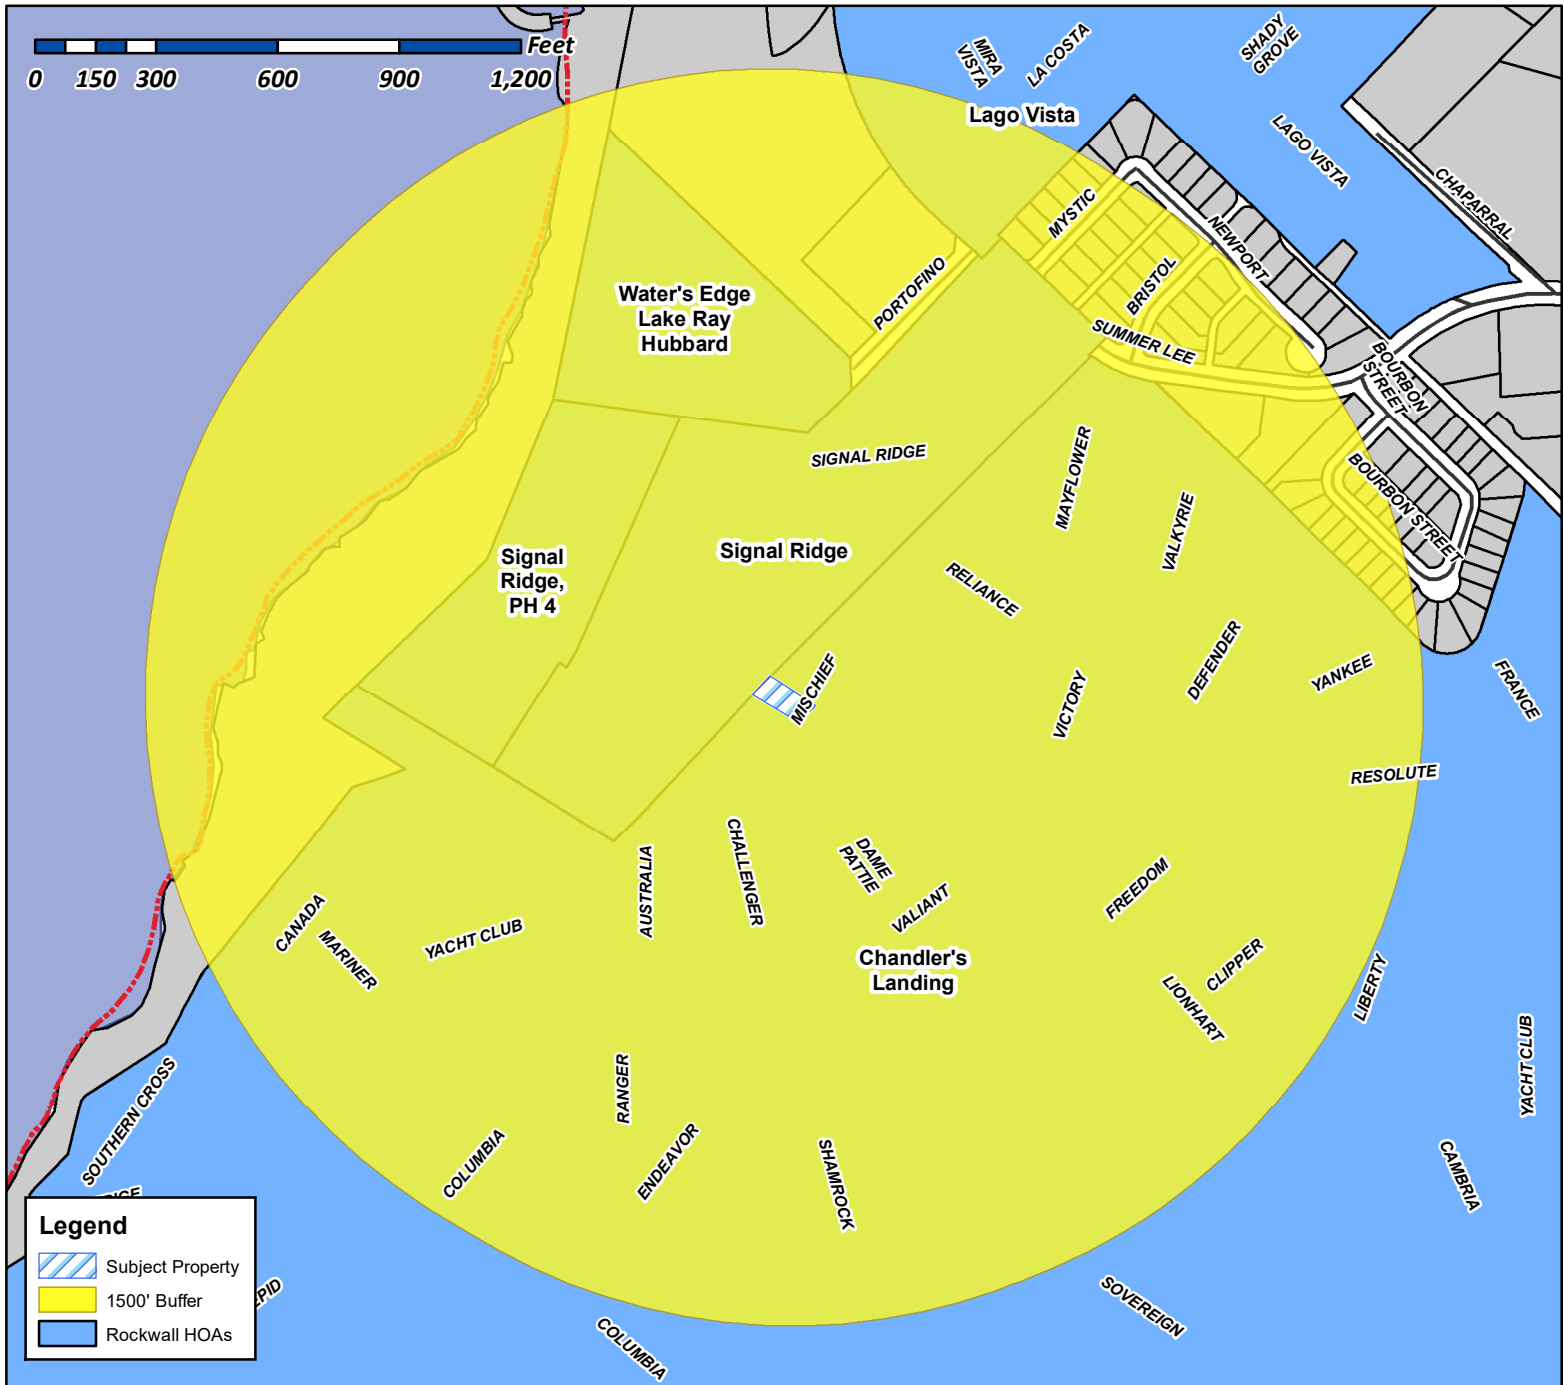 Feet
0 150 300 600 900 1,200
MIRA
VISTA
LA COSTA
SHADY
GROVE
Lago Vista
LAGO VISTA
CHAPARRAL
MYSTIC
NEWPORT
BRISTOL
PORTOFINO
SUMMER LEE
BOURBON
STREET
BOURBON STREET
Water's Edge
Lake Ray
Hubbard
SIGNAL RIDGE
MAYFLOWER
VALKYRIE
Signal Ridge
Signal
Ridge,
PH 4
RELIANCE
DEFENDER
YANKEE
FRANCE
MISCHIEF
VICTORY
RESOLUTE
CHALLENGER
AUSTRALIA
DAME
PATTIE
VALIANT
FREEDOM
CANADA
MARINER
YACHT CLUB
Chandler's
Landing
CLIPPER
LIONHART
LIBERTY
YACHT CLUB
SOUTHERN CROSS
RANGER
COLUMBIA
ENDEAVOR
SHAMROCK
CAMBRIA
SOVEREIGN
COLUMBIA
EPID
Legend
Subject Property
1500' Buffer
Rockwall HOAs